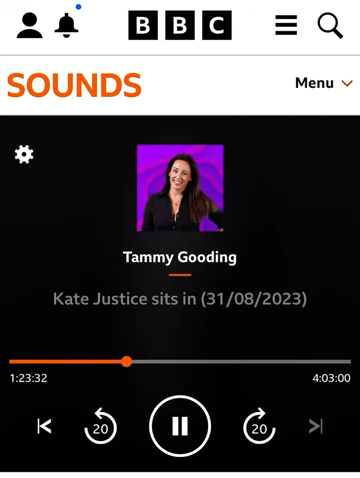 BBC
SOUNDS
Menu
Tammy Gooding
Kate Justice sits in (31/08/2023)
1:23:32
4:03:00
20
20